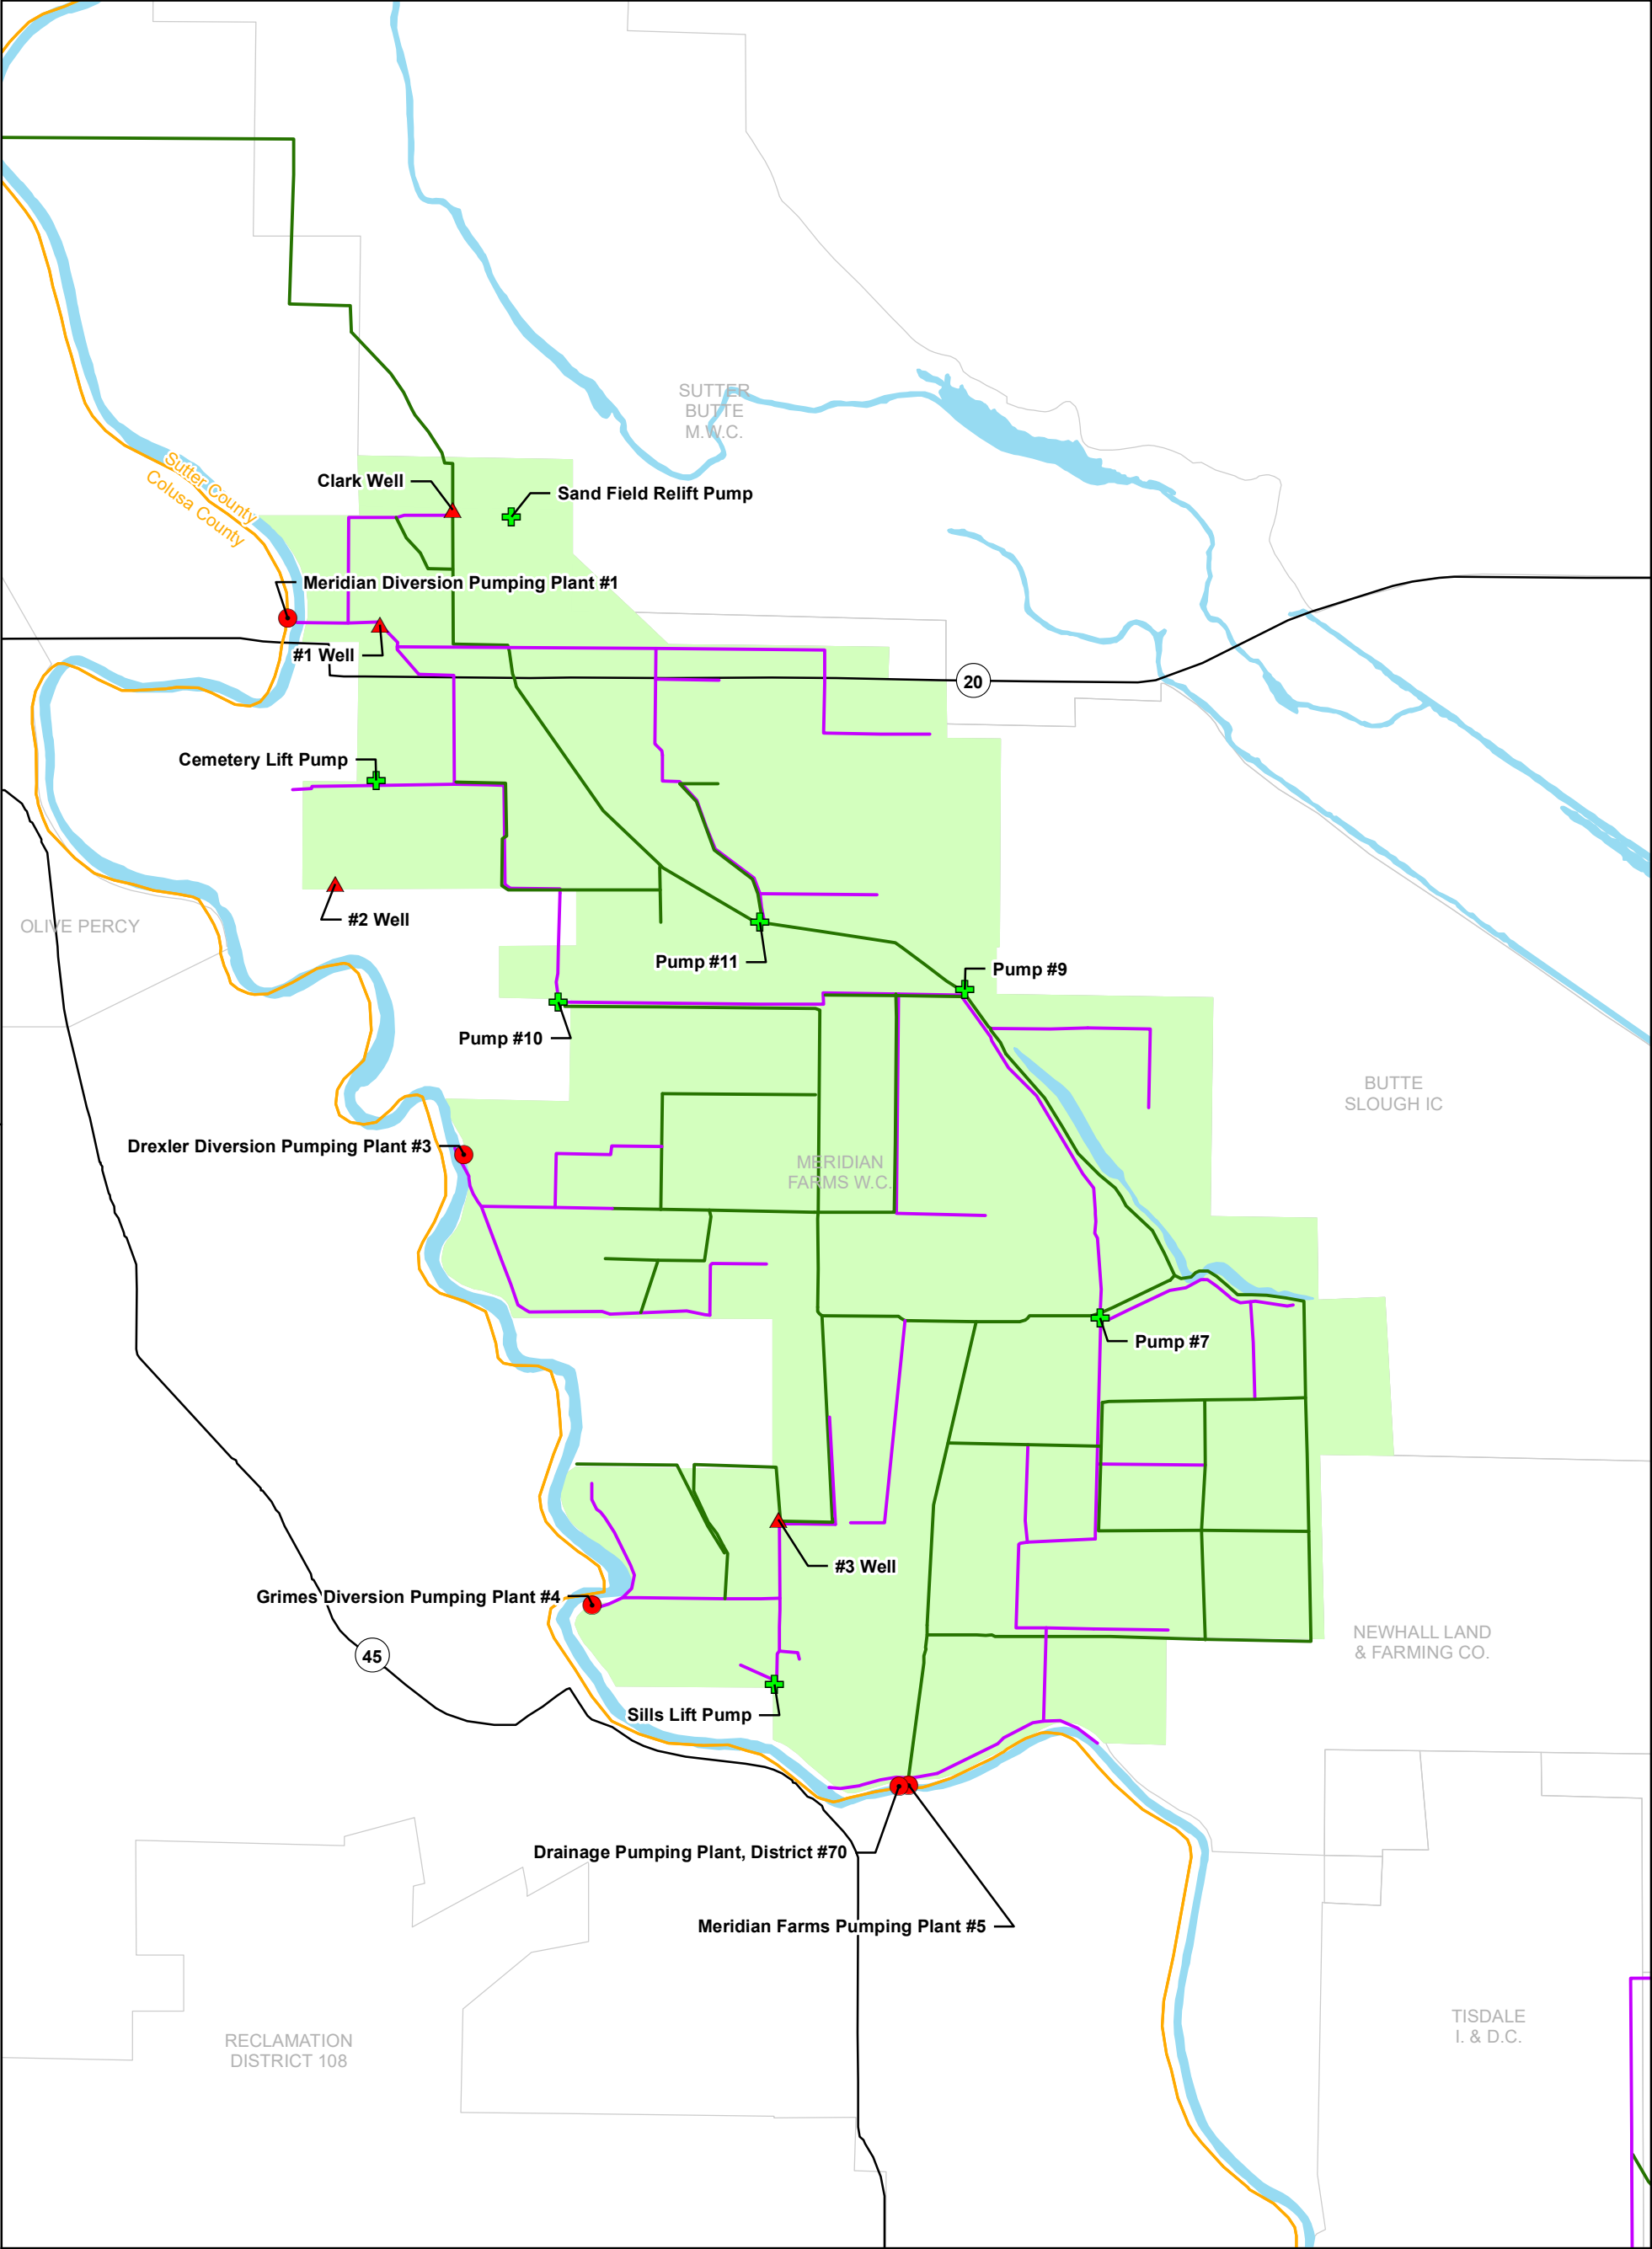 SUTTER
BUTTE
M.W.C.
Clark Well
Sand Field Relift Pump
Sutter County
Colusa County
Meridian Diversion Pumping Plant #1
#1 Well
20
Cemetery Lift Pump
#2 Well
OLIVE PERCY
Pump #11
Pump #9
Pump #10
BUTTE
SLOUGH IC
Drexler Diversion Pumping Plant #3
MERIDIAN
FARMS W.C.
Pump #7
#3 Well
Grimes Diversion Pumping Plant #4
NEWHALL LAND
& FARMING CO.
45
Sills Lift Pump
Drainage Pumping Plant, District #70
Meridian Farms Pumping Plant #5
TISDALE
I. & D.C.
RECLAMATION
DISTRICT 108